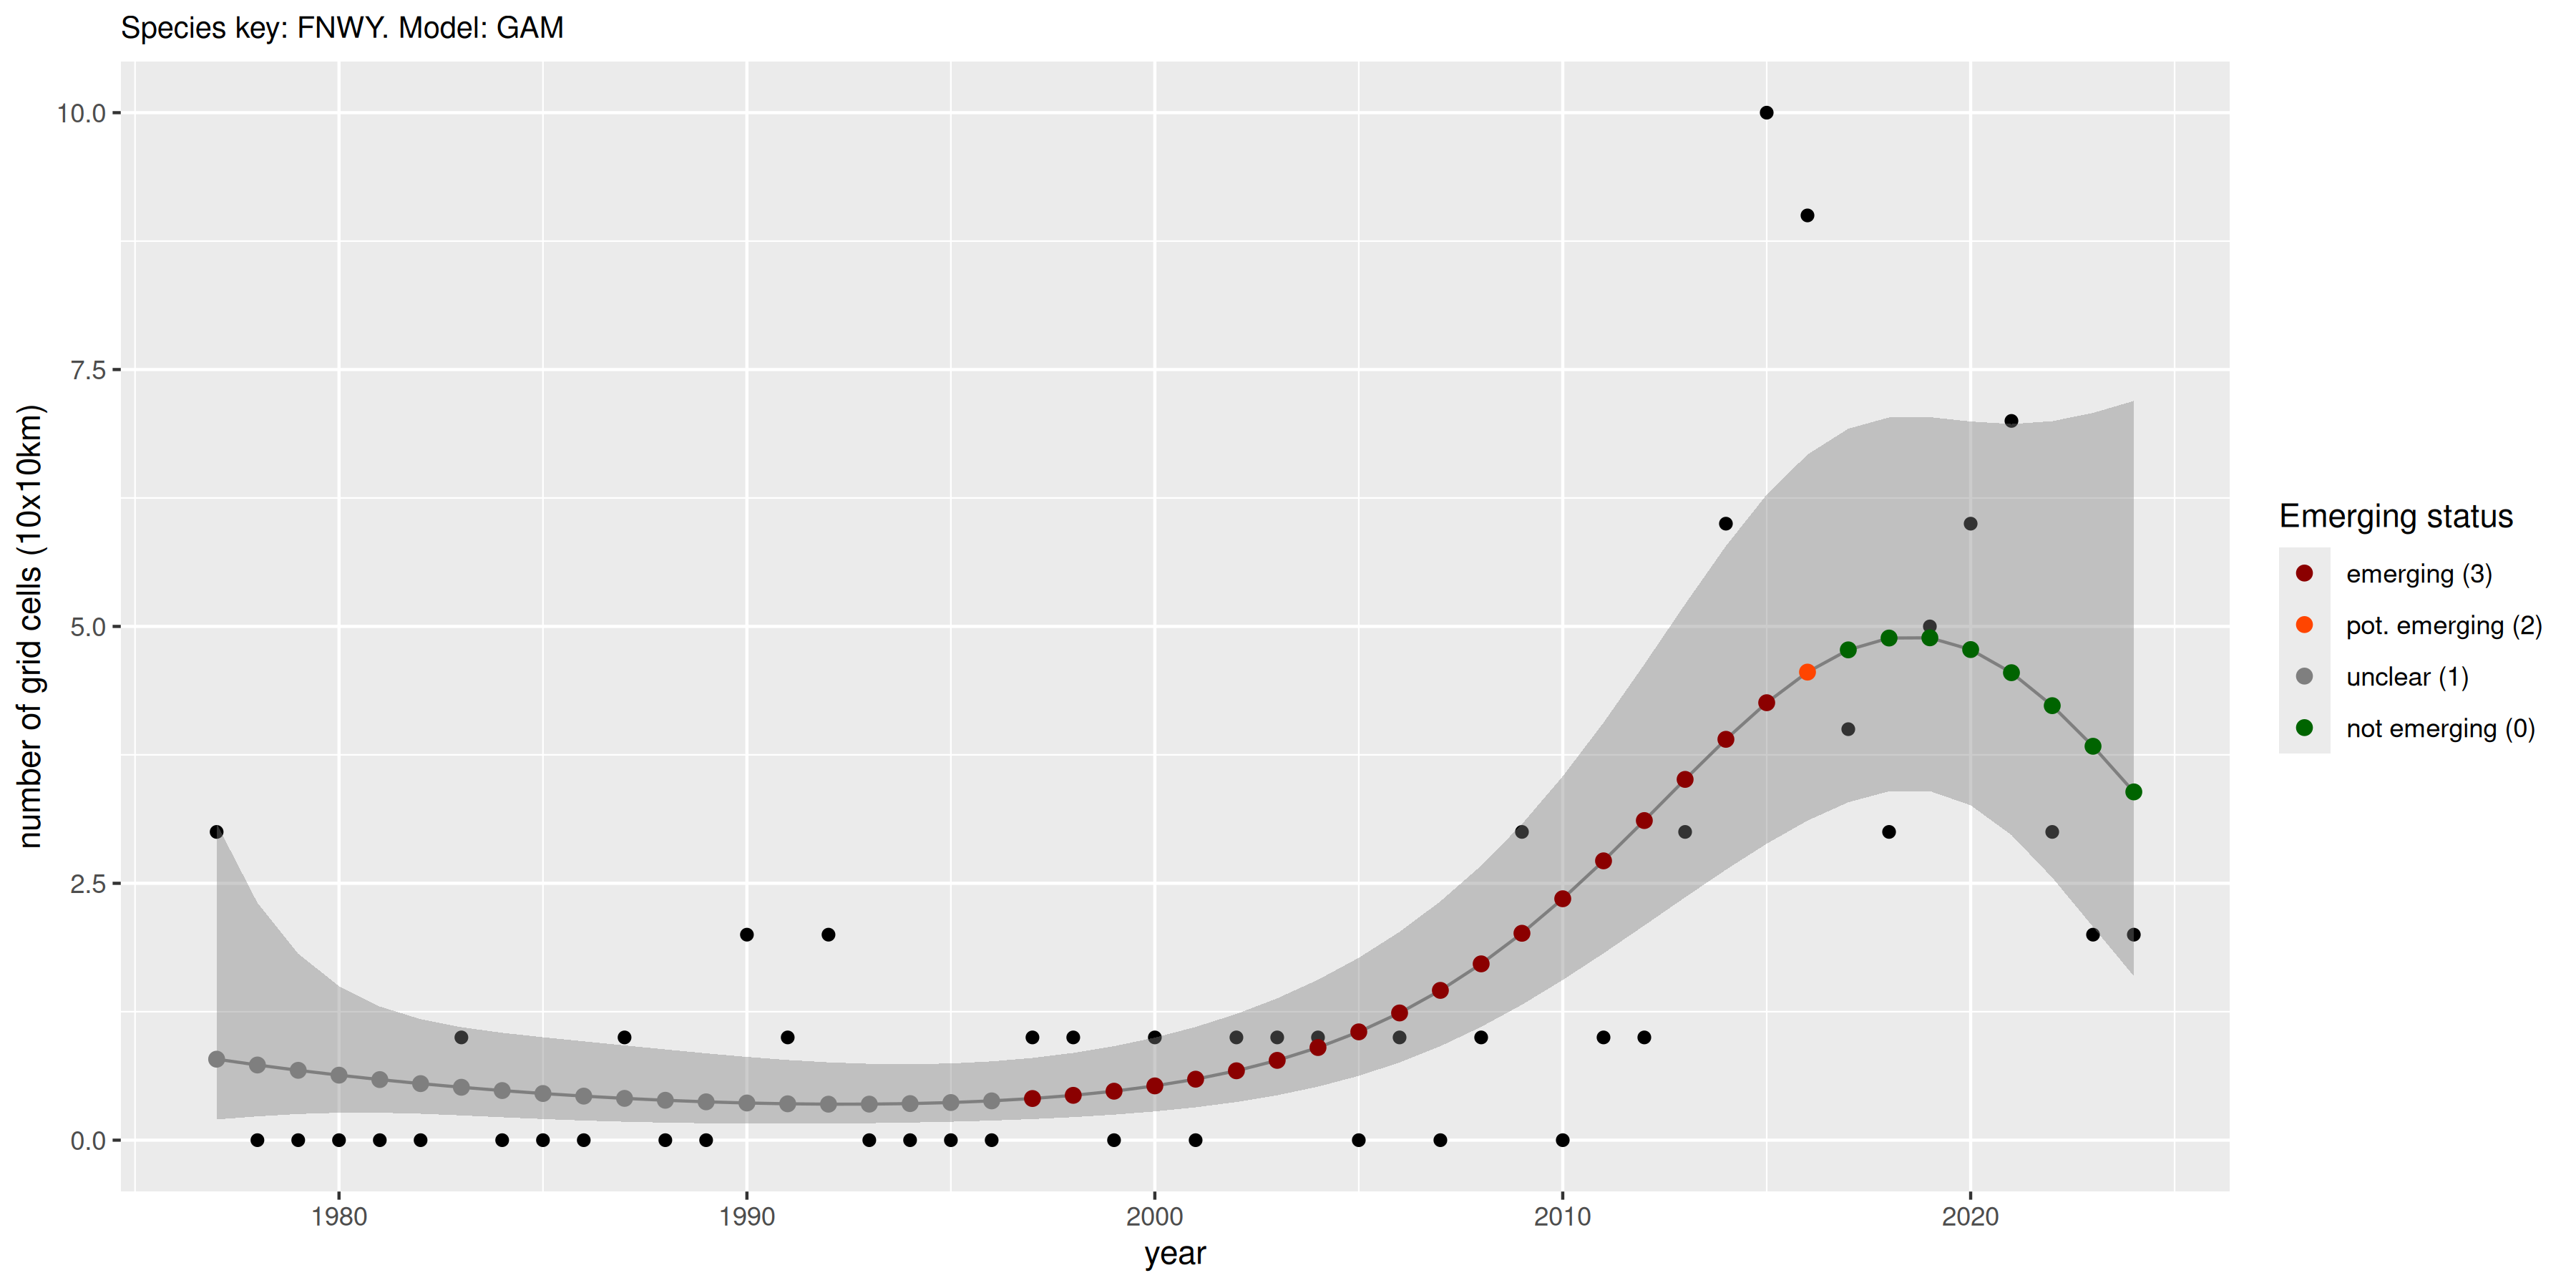 Species key: FNWY. Model: GAM
10.0
7.5
5.0
2.5
0.0
number of grid cells (10x10km)
1980 1990 2000 2010 2020
year
Emerging status
emerging (3)
pot. emerging (2)
unclear (1)
not emerging (0)